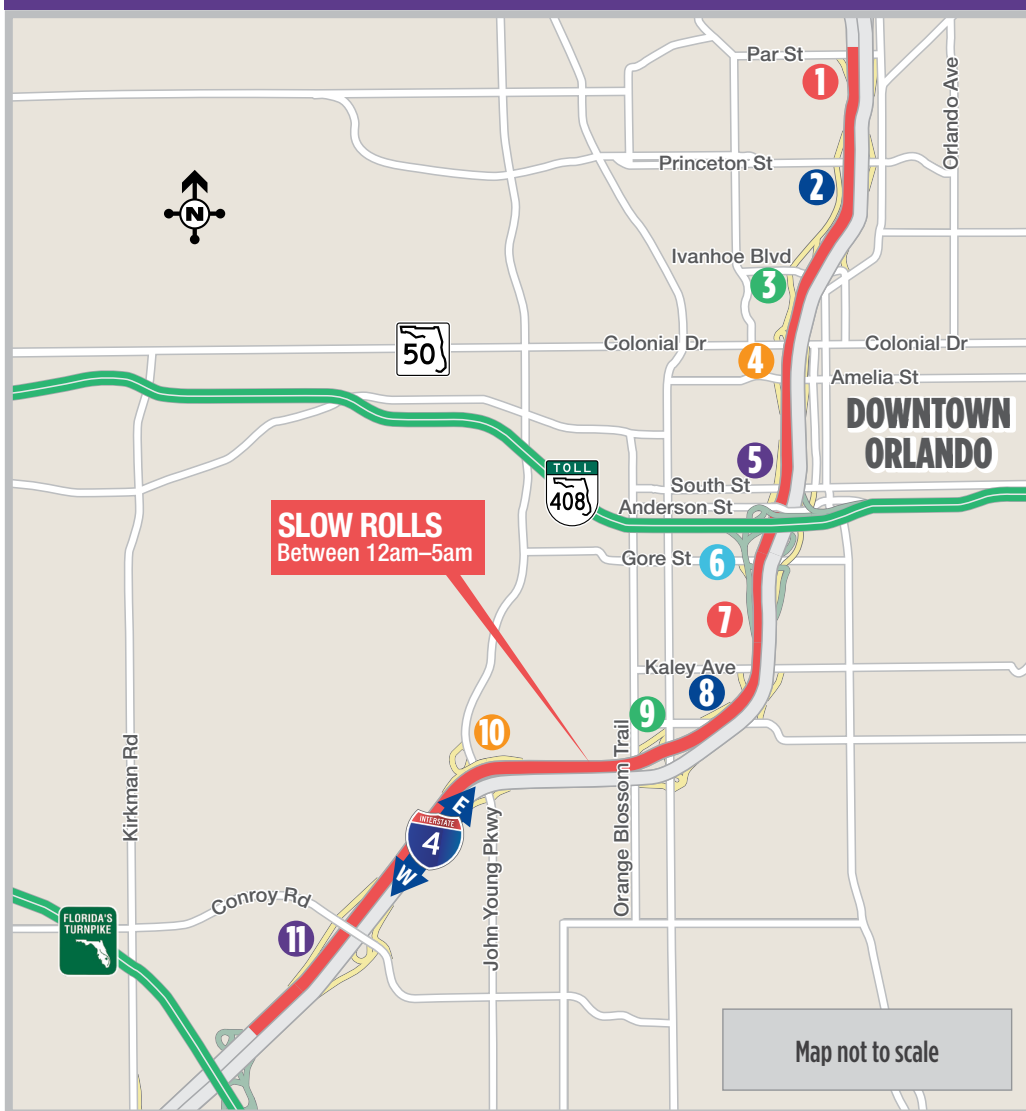 Par St
1
Orlando Ave
Princeton St
2
N
Ivanhoe Blvd
3
50
Colonial Dr
Colonial Dr
4
Amelia St
DOWNTOWN
ORLANDO
5
TOLL
408
South St
Anderson St
SLOW ROLLS
Between 12am–5am
Gore St
6
7
Kaley Ave
8
9
10
Orange Blossom Trail
Kirkman Rd
E
INTERSTATE
4
W
John Young Pkwy
Conroy Rd
FLORIDA'S
TURNPIKE
11
Map not to scale